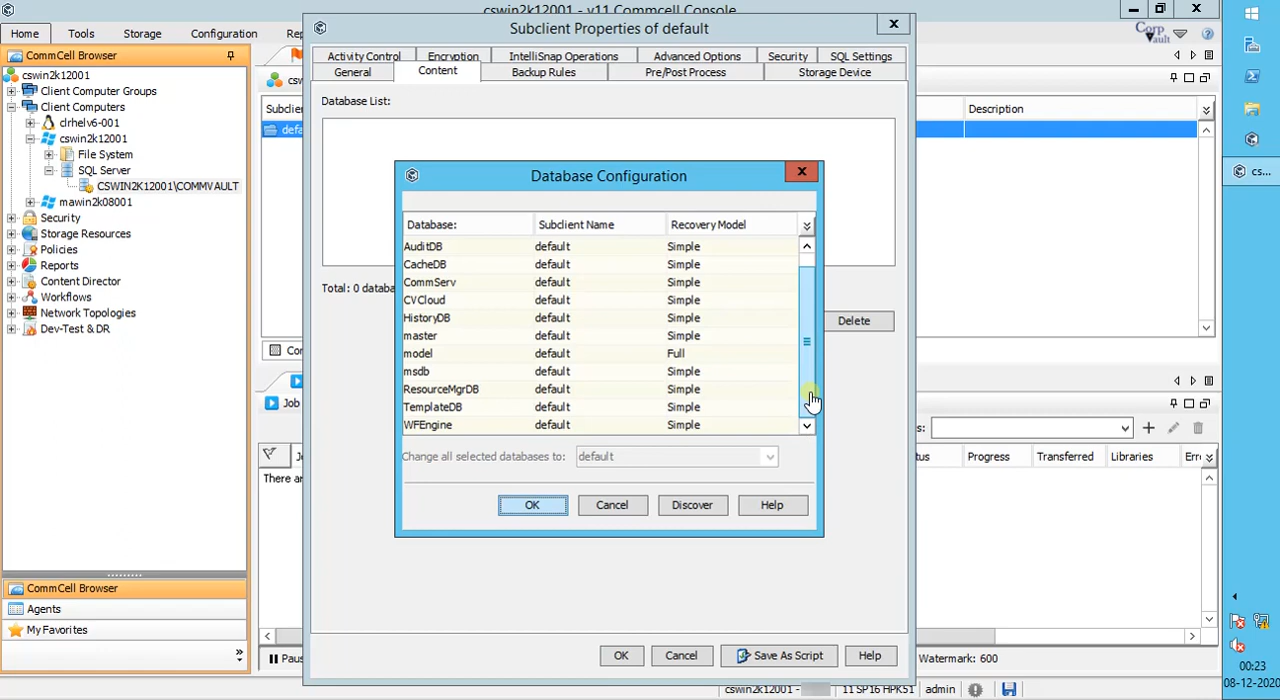 cswin2k12001 - v11 Commcell Console
Home
Tools
Storage
Configuration
CommCell Browser
cswin2k12001
Client Computer Groups
Client Computers
clrhelv6-001
cswin2k12001
File System
SQL Server
CSWIN2K12001\COMMVAULT
mawin2k08001
Security
Storage Resources
Policies
Reports
Content Director
Workflows
Network Topologies
Dev-Test & DR
CommCell Browser
Agents
My Favorites
Subclient Properties of default
Activity Control
Encryption
IntelliSnap Operations
Advanced Options
Security
SQL Settings
General
Content
Backup Rules
Pre/Post Process
Storage Device
Database List:
Delete
Database Configuration
Database:
Subclient Name
Recovery Model
AuditDB default Simple
CacheDB default Simple
CommServ default Simple
CVCloud default Simple
HistoryDB default Simple
master default Simple
model default Full
msdb default Simple
ResourceMgrDB default Simple
TemplateDB default Simple
WFEngine default Simple
Change all selected databases to: default
OK
Cancel
Discover
Help
OK
Cancel
Save As Script
Help
Description
Job
Progress
Transferred
Libraries
Watermark: 600
cswin2k12001 -
11 SP16 HPK51
admin
Corp
Vault
cs...
00:23
08-12-2020